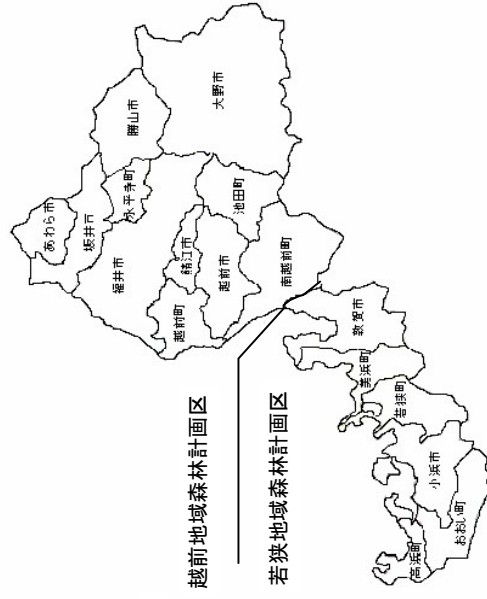 あわら市
坂井市
永平寺町
勝山市
大野市
福井市
鯖江市
越前町
越前市
池田町
南越前町
越前地域森林計画区
若狭地域森林計画区
敦賀市
美浜町
若狭町
小浜市
おおい町
高浜町